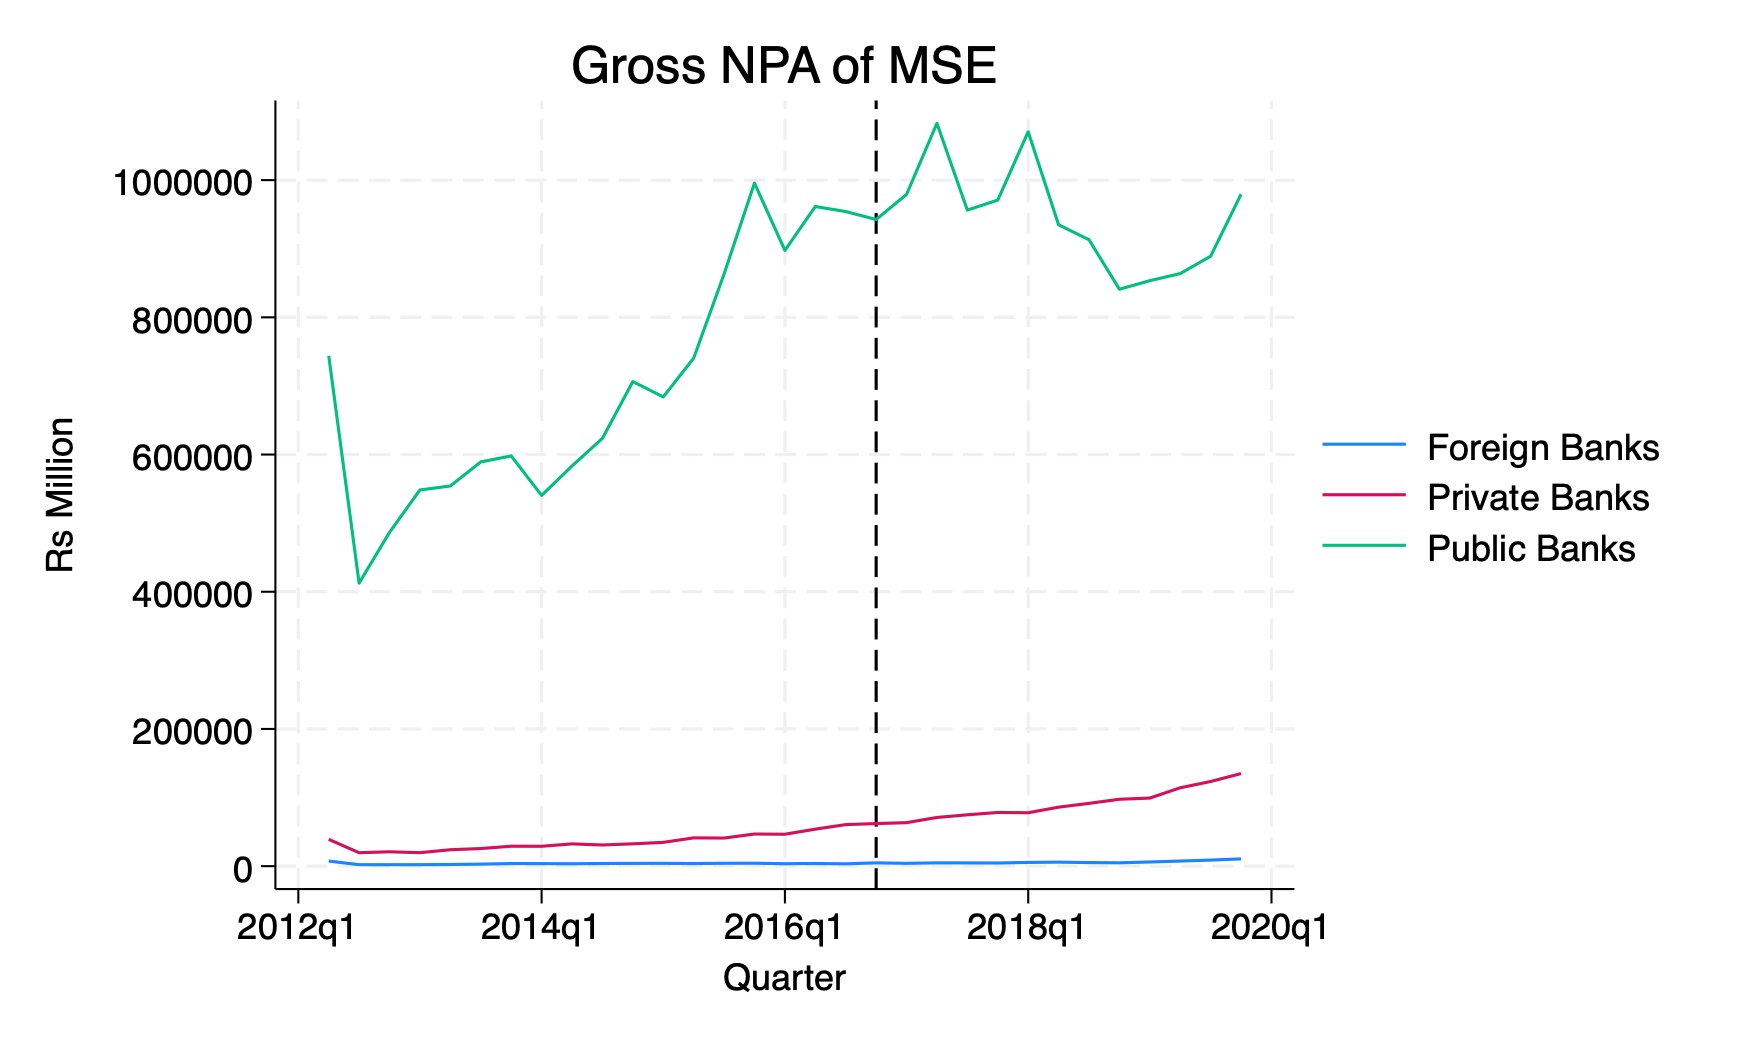 Gross NPA of MSE
1000000
800000
600000
400000
200000
0
Rs Million
2012q1 2014q1 2016q1 2018q1 2020q1
Quarter
Foreign Banks
Private Banks
Public Banks